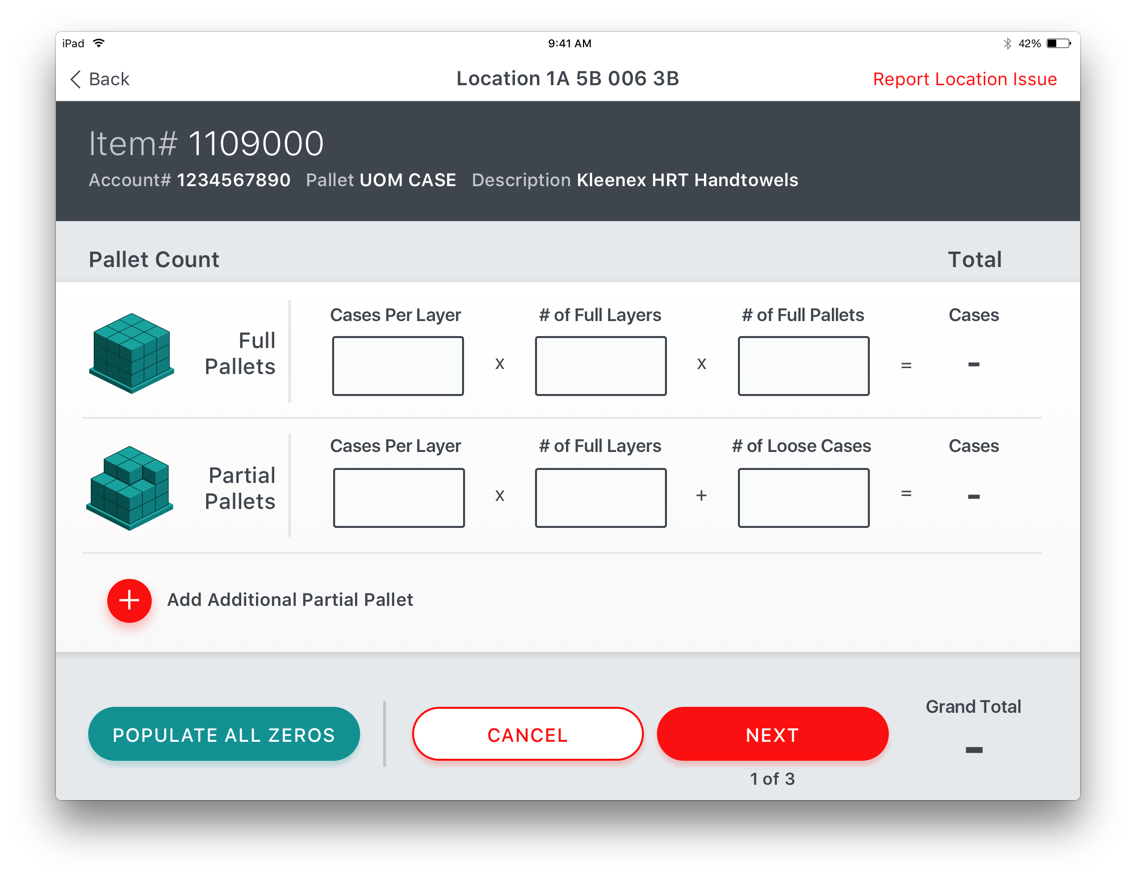 iPad 9:41 AM 42%
Back Location 1A 5B 006 3B Report Location Issue
Item# 1109000
Account# 1234567890 Pallet UOM CASE Description Kleenex HRT Handtowels
Pallet Count Total
Full
Pallets
Cases Per Layer # of Full Layers # of Full Pallets Cases
x x = -
Partial
Pallets
Cases Per Layer # of Full Layers # of Loose Cases Cases
x + = -
+ Add Additional Partial Pallet
POPULATE ALL ZEROS CANCEL NEXT
1 of 3
Grand Total
-